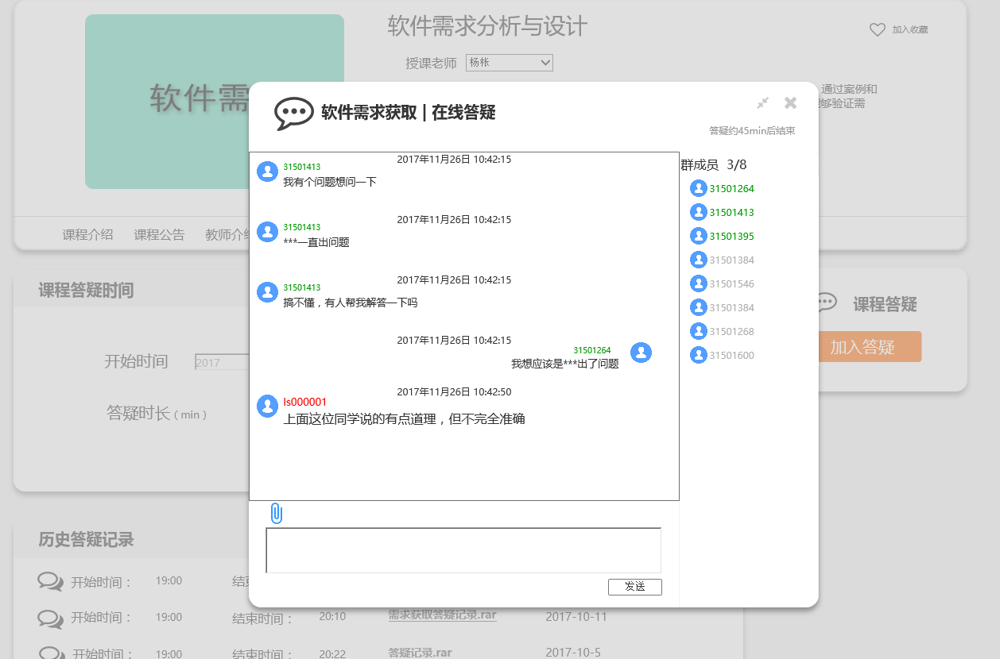 软件需求分析与设计
加入收藏
授课老师 杨枨
软件需
通过案例和
能够验证需
课程介绍 课程公告 教师介绍
课程答疑时间
开始时间 2017
答疑时长（min）
课程答疑
加入答疑
历史答疑记录
开始时间： 19:00
开始时间： 19:00 结束时间： 20:10 需求获取答疑记录.rar 2017-10-11
开始时间： 19:00 结束时间： 20:22 答疑记录.rar 2017-10-5
软件需求获取 | 在线答疑
答疑约45min后结束
2017年11月26日 10:42:15
31501413
我有个问题想问一下
2017年11月26日 10:42:15
31501413
***一直出问题
2017年11月26日 10:42:15
31501413
搞不懂，有人帮我解答一下吗
2017年11月26日 10:42:15
31501264
我想应该是***出了问题
2017年11月26日 10:42:50
ls000001
上面这位同学说的有点道理，但不完全准确
发送
群成员 3/8
31501264
31501413
31501395
31501384
31501546
31501384
31501268
31501600